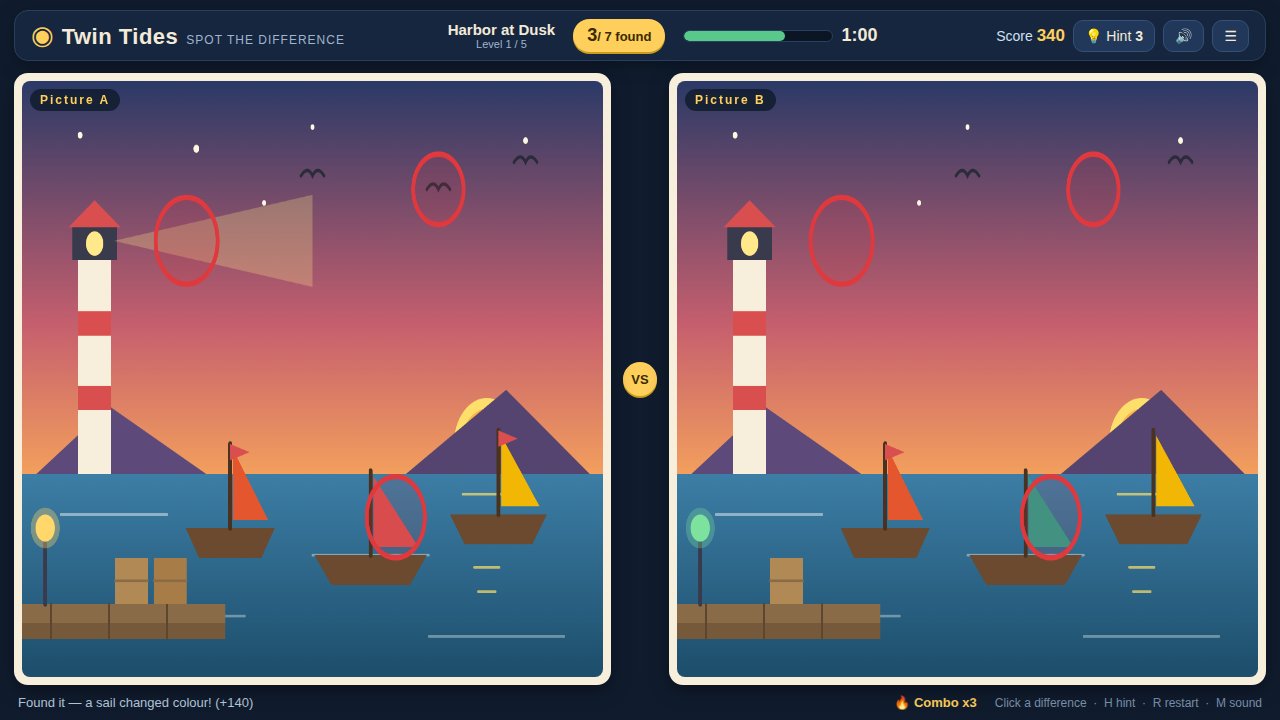 Twin Tides SPOT THE DIFFERENCE
Harbor at Dusk
Level 1 / 5
3/ 7 found
1:00
Score 340
💡 Hint 3
Picture A
Picture B
VS
Found it — a sail changed colour! (+140)
🔥 Combo x3
Click a difference · H hint · R restart · M sound